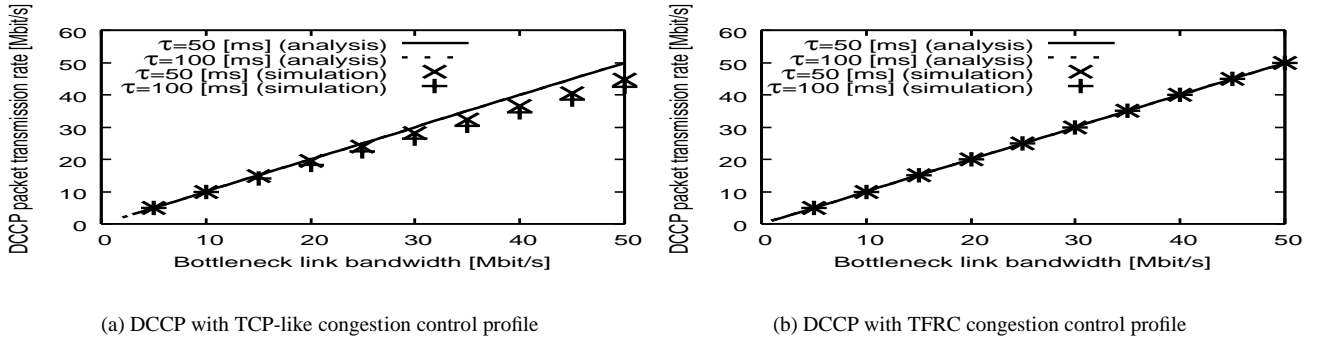 DCCP packet transmission rate [Mbit/s]
60
50
40
30
20
10
0
τ=50 [ms] (analysis)
τ=100 [ms] (analysis)
τ=50 [ms] (simulation)
τ=100 [ms] (simulation)
0 10 20 30 40 50
Bottleneck link bandwidth [Mbit/s]
(a) DCCP with TCP-like congestion control profile
DCCP packet transmission rate [Mbit/s]
60
50
40
30
20
10
0
τ=50 [ms] (analysis)
τ=100 [ms] (analysis)
τ=50 [ms] (simulation)
τ=100 [ms] (simulation)
0 10 20 30 40 50
Bottleneck link bandwidth [Mbit/s]
(b) DCCP with TFRC congestion control profile